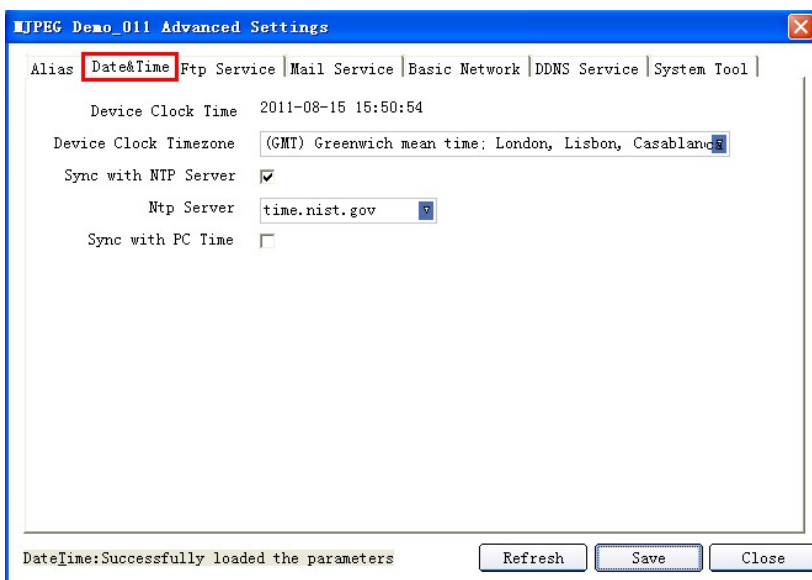 MJPEG Demo_011 Advanced Settings
Alias Date&Time Ftp Service Mail Service Basic Network DDNS Service System Tool
Device Clock Time 2011-08-15 15:50:54
Device Clock Timezone (GMT) Greenwich mean time; London, Lisbon, Casablanc
Sync with NTP Server
Ntp Server time.nist.gov
Sync with PC Time
DateTime:Successfully loaded the parameters Refresh Save Close